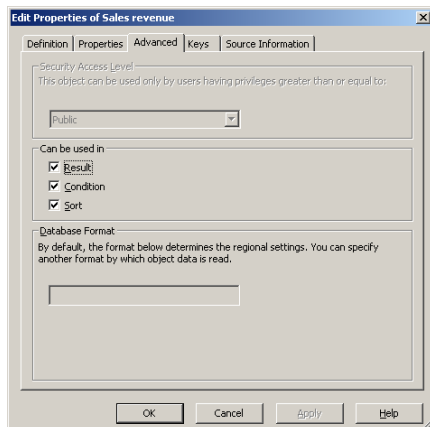 Edit Properties of Sales revenue
Definition Properties Advanced Keys Source Information
Security Access Level
This object can be used only by users having privileges greater than or equal to:
Public
Can be used in
Result
Condition
Sort
Database Format
By default, the format below determines the regional settings. You can specify
another format by which object data is read.
OK Cancel Apply Help